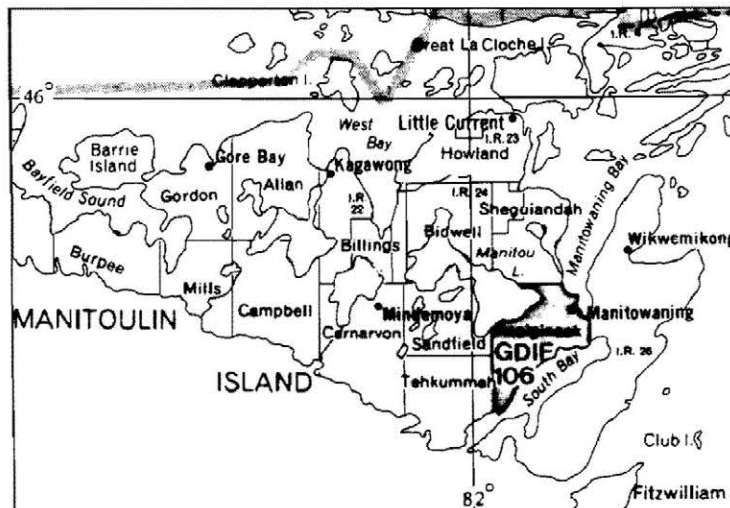 Great La Cloche I.
I.R.
Clapperton I.
46°
West
Bay
Little Current
I.R. 23
Howland
Barrie
Island
Gore Bay
Kagawong
Bayfield Sound
Gordon
Allan
I.R.
22
I.R. 24
Sheguiandah
Manitowaning Bay
Wikwemikong
Burpee
Billings
Bidwell
Manitou
L.
Mills
Campbell
MANITOULIN
Mindemoya
Manitowaning
Carnarvon
Sandfield
Assiginack
GDIF
106
I.R. 26
ISLAND
Tehkummah
South Bay
Club I.
82°
Fitzwilliam